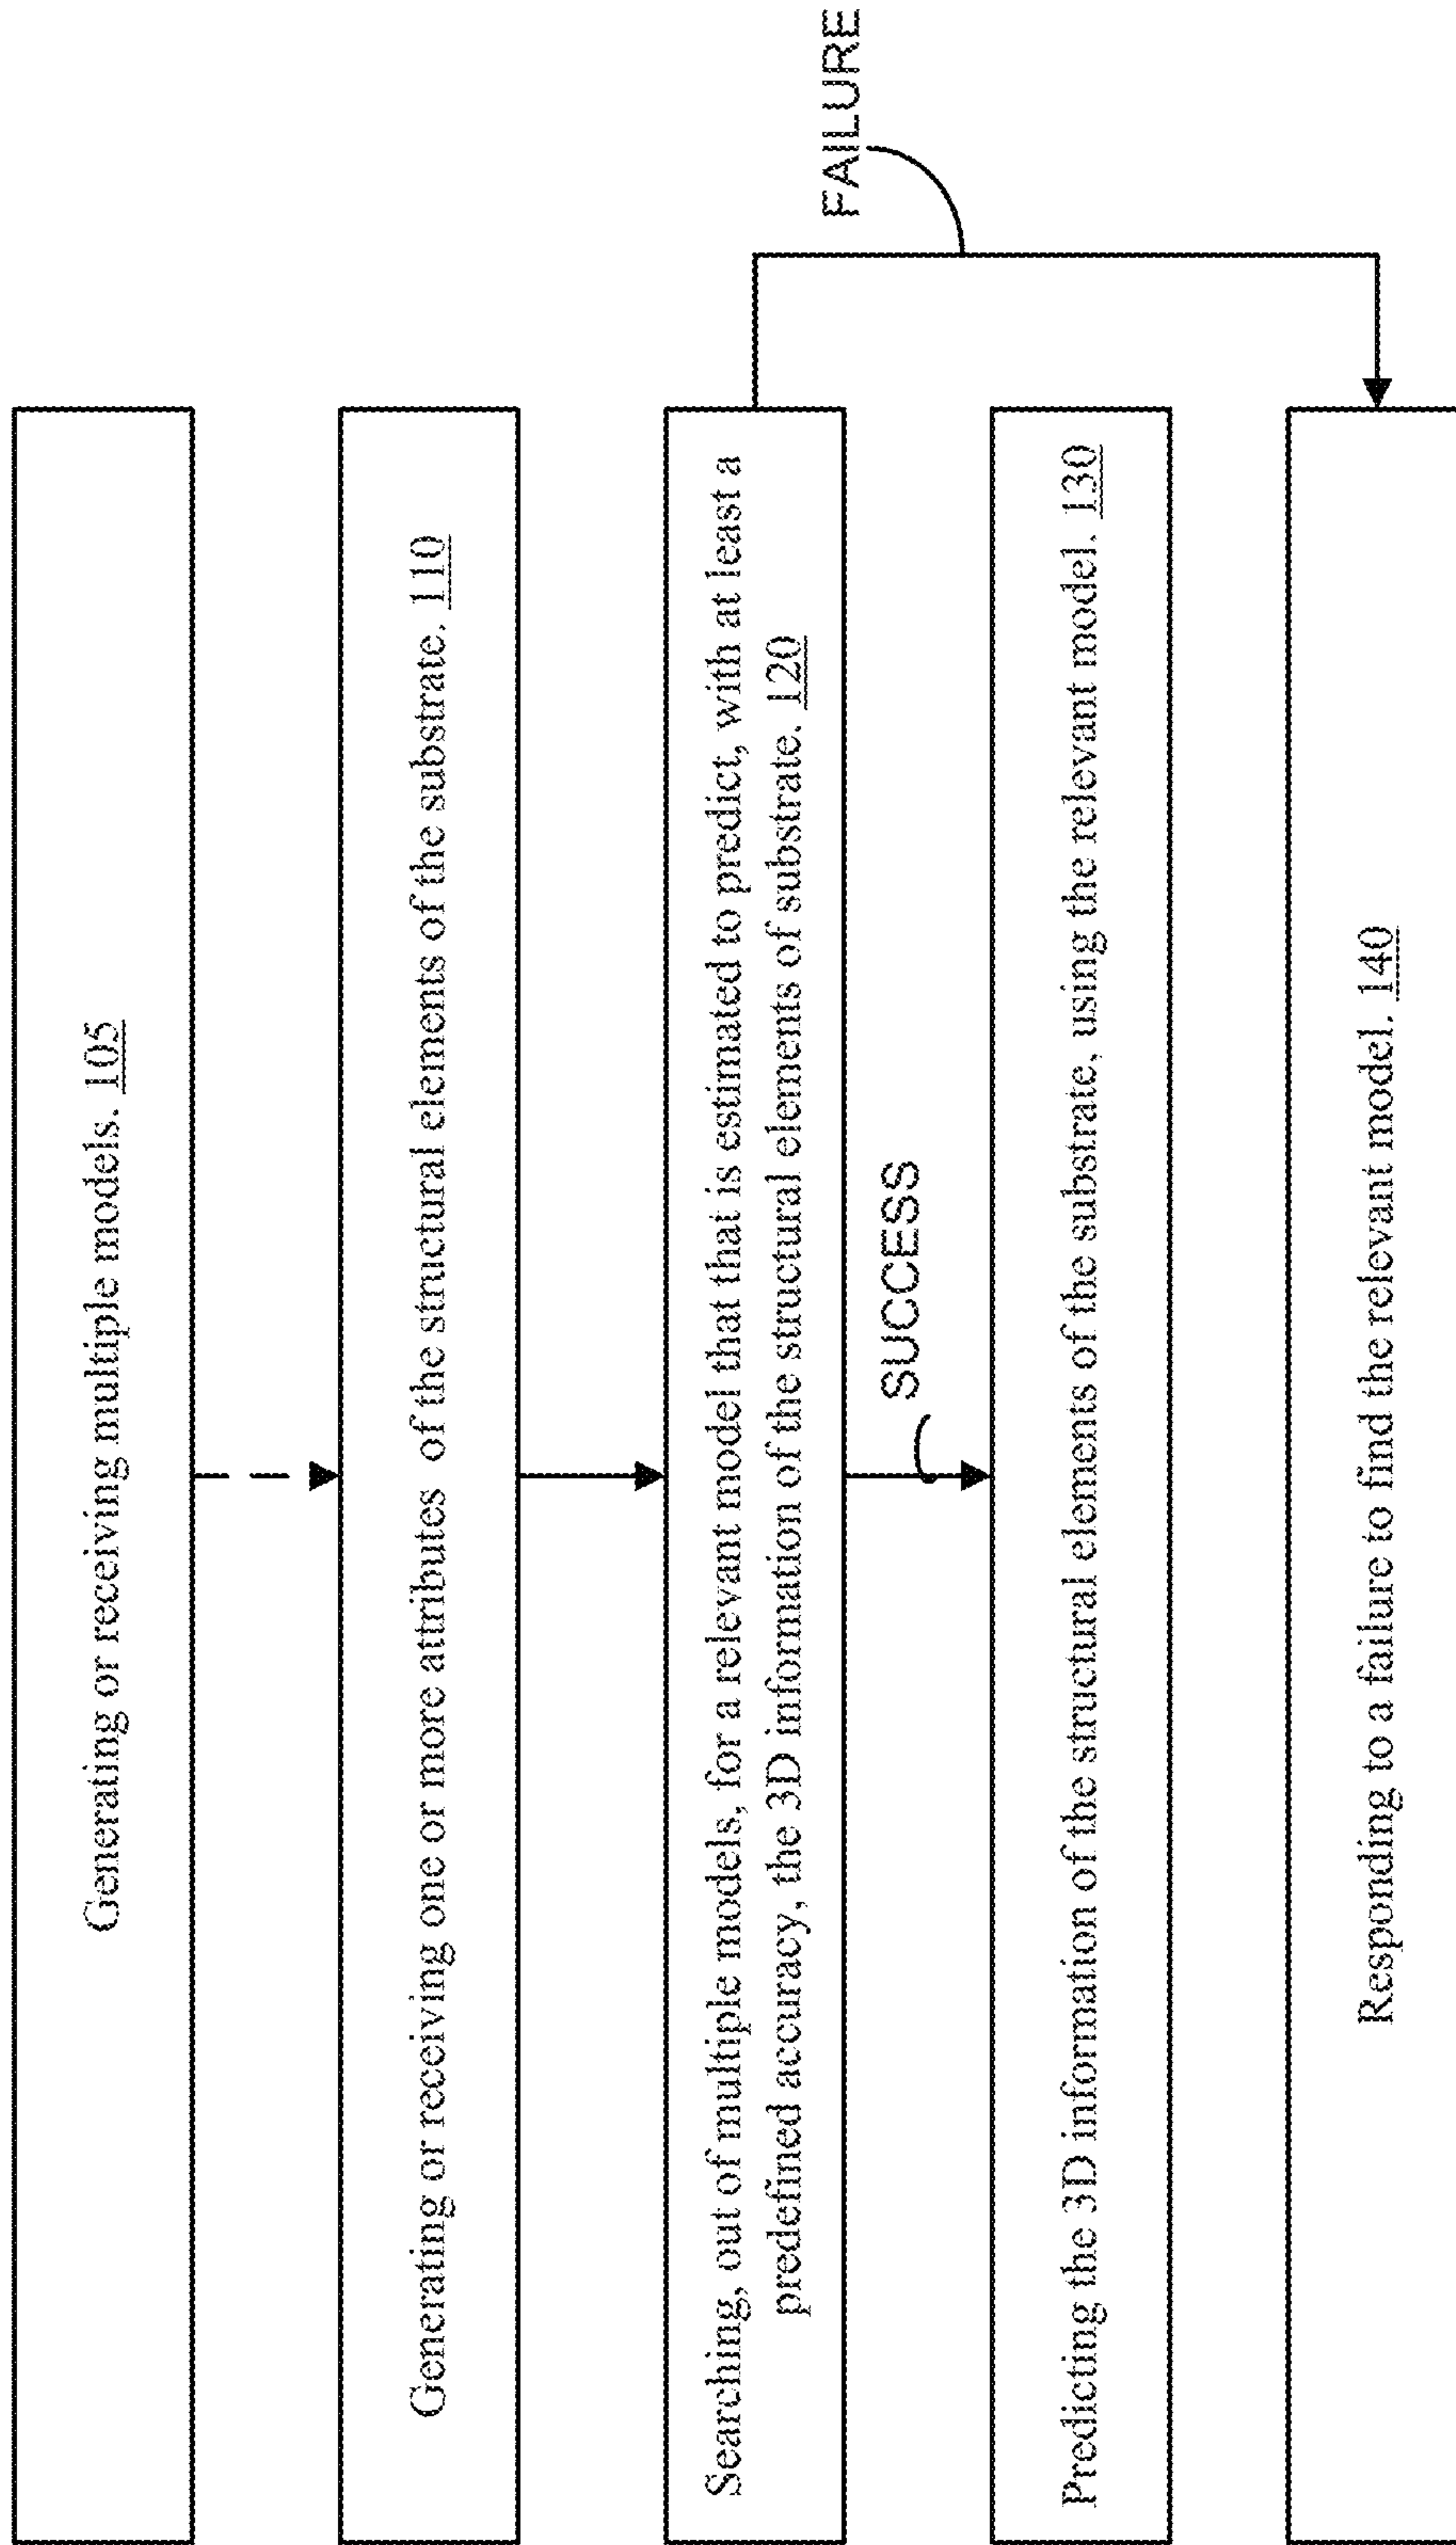 Generating or receiving multiple models. 105
Generating or receiving one or more attributes of the structural elements of the substrate. 110
Searching, out of multiple models, for a relevant model that that is estimated to predict, with at least a
predefined accuracy, the 3D information of the structural elements of substrate. 120
SUCCESS
FAILURE
Predicting the 3D information of the structural elements of the substrate, using the relevant model. 130
Responding to a failure to find the relevant model. 140